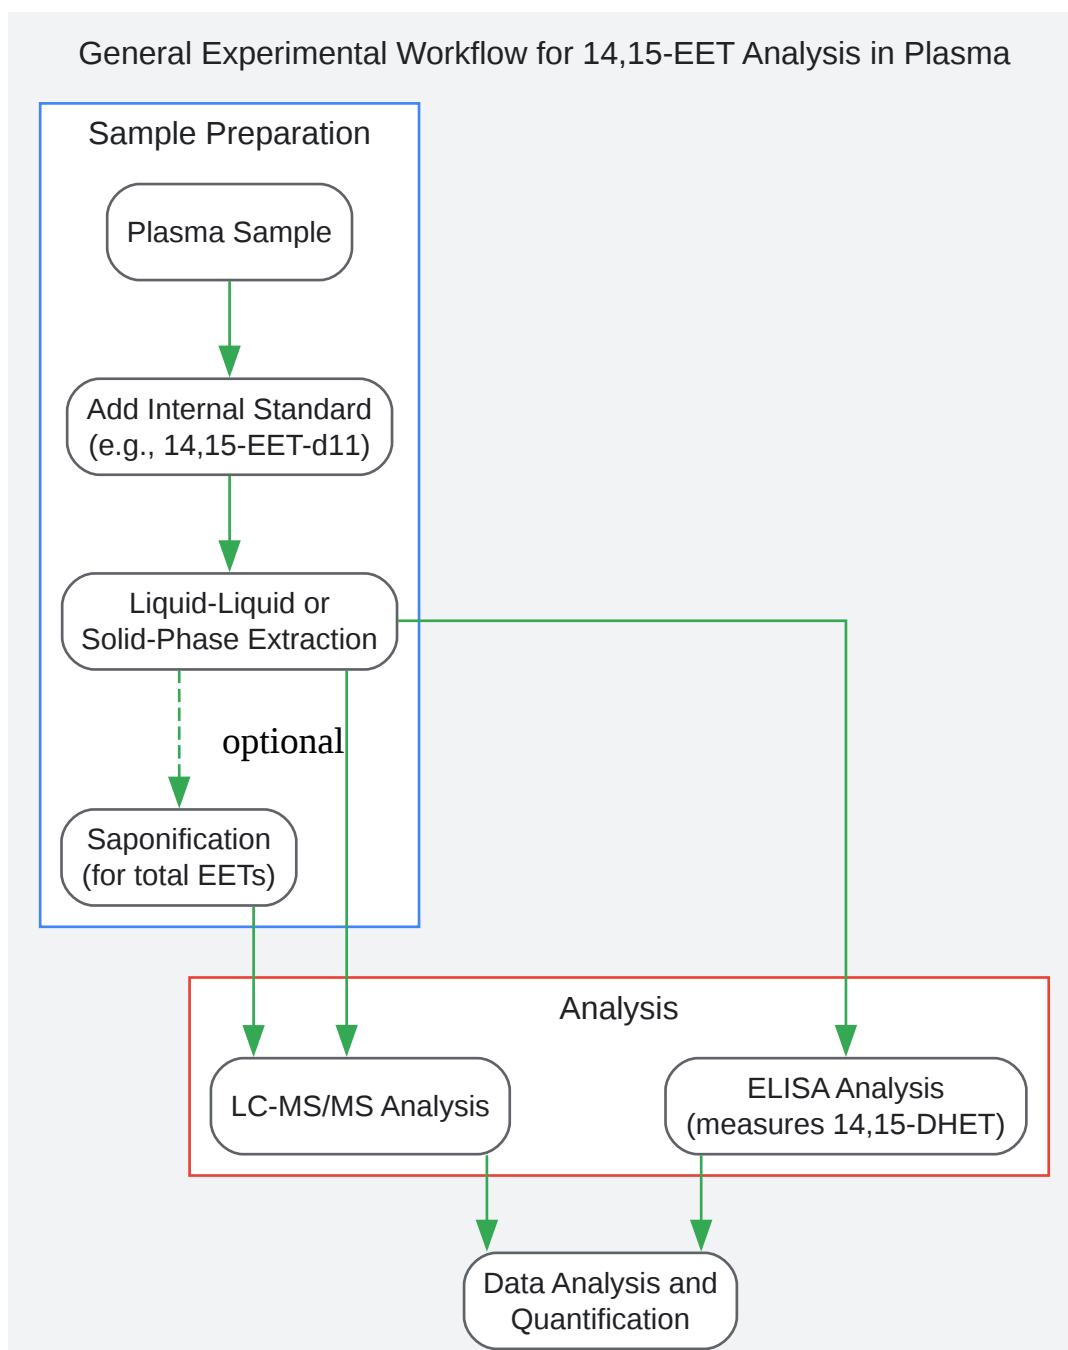 General Experimental Workflow for 14,15-EET Analysis in Plasma
Sample Preparation
Plasma Sample
Add Internal Standard
(e.g., 14,15-EET-d11)
Liquid-Liquid or
Solid-Phase Extraction
optional
Saponification
(for total EETs)
Analysis
LC-MS/MS Analysis
ELISA Analysis
(measures 14,15-DHET)
Data Analysis and
Quantification